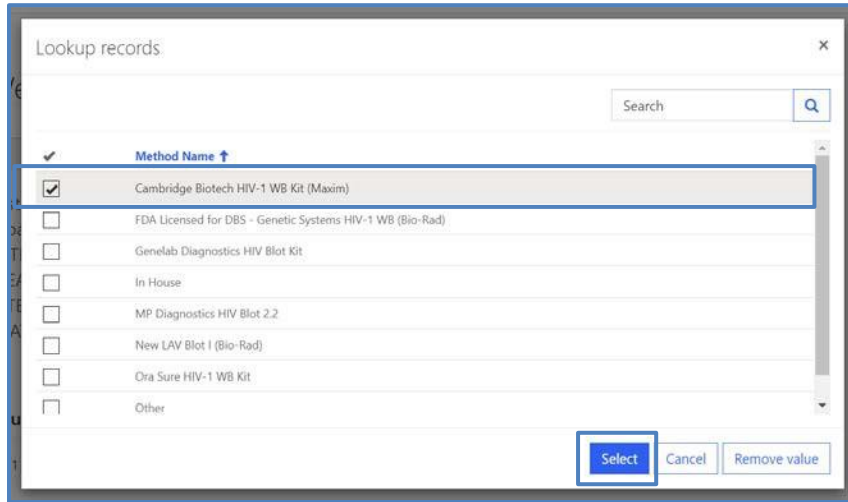 Lookup records ×
Search
Method Name ↑
Cambridge Biotech HIV-1 WB Kit (Maxim)
FDA Licensed for DBS - Genetic Systems HIV-1 WB (Bio-Rad)
Genelab Diagnostics HIV Blot Kit
In House
MP Diagnostics HIV Blot 2.2
New LAV Blot I (Bio-Rad)
Ora Sure HIV-1 WB Kit
Other
Select Cancel Remove value